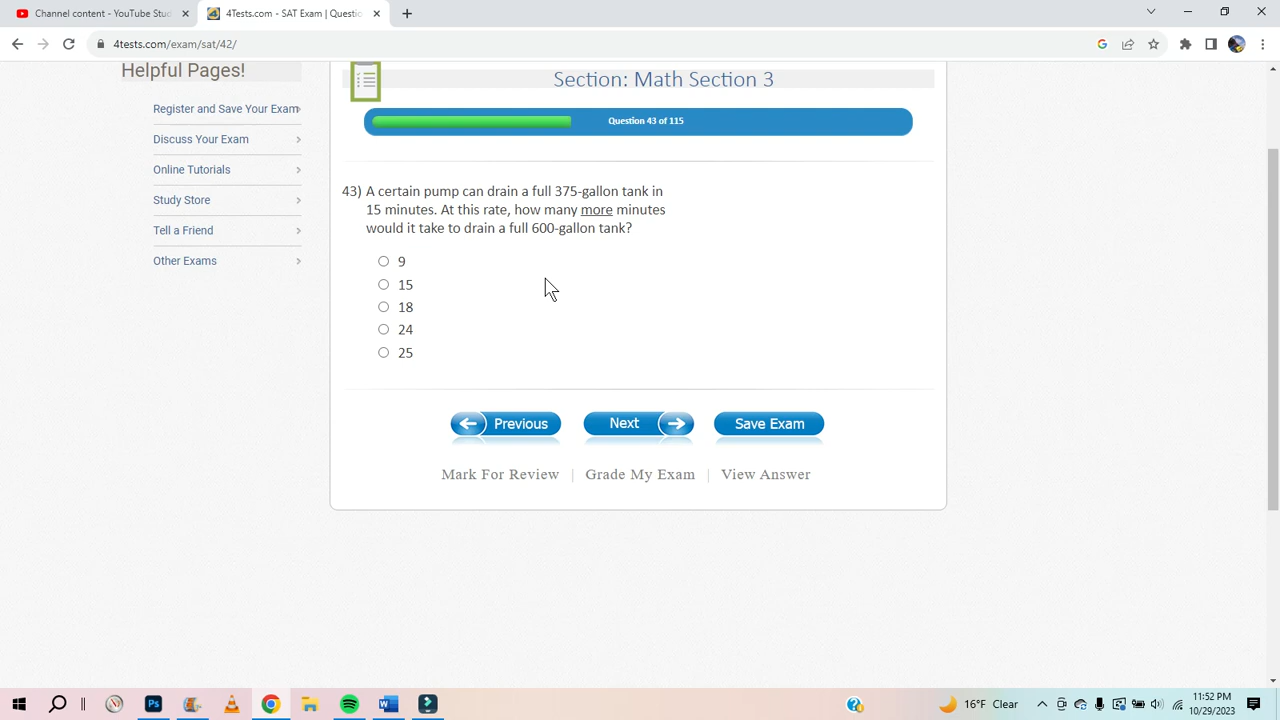 Channel content - YouTube Stud
4Tests.com - SAT Exam | Questio
4tests.com/exam/sat/42/
Helpful Pages!
Register and Save Your Exam
Discuss Your Exam
Online Tutorials
Study Store
Tell a Friend
Other Exams
Section: Math Section 3
Question 43 of 115
43) A certain pump can drain a full 375-gallon tank in
15 minutes. At this rate, how many more minutes
would it take to drain a full 600-gallon tank?
9
15
18
24
25
Previous
Next
Save Exam
Mark For Review | Grade My Exam | View Answer
16°F Clear
11:52 PM
10/29/2023